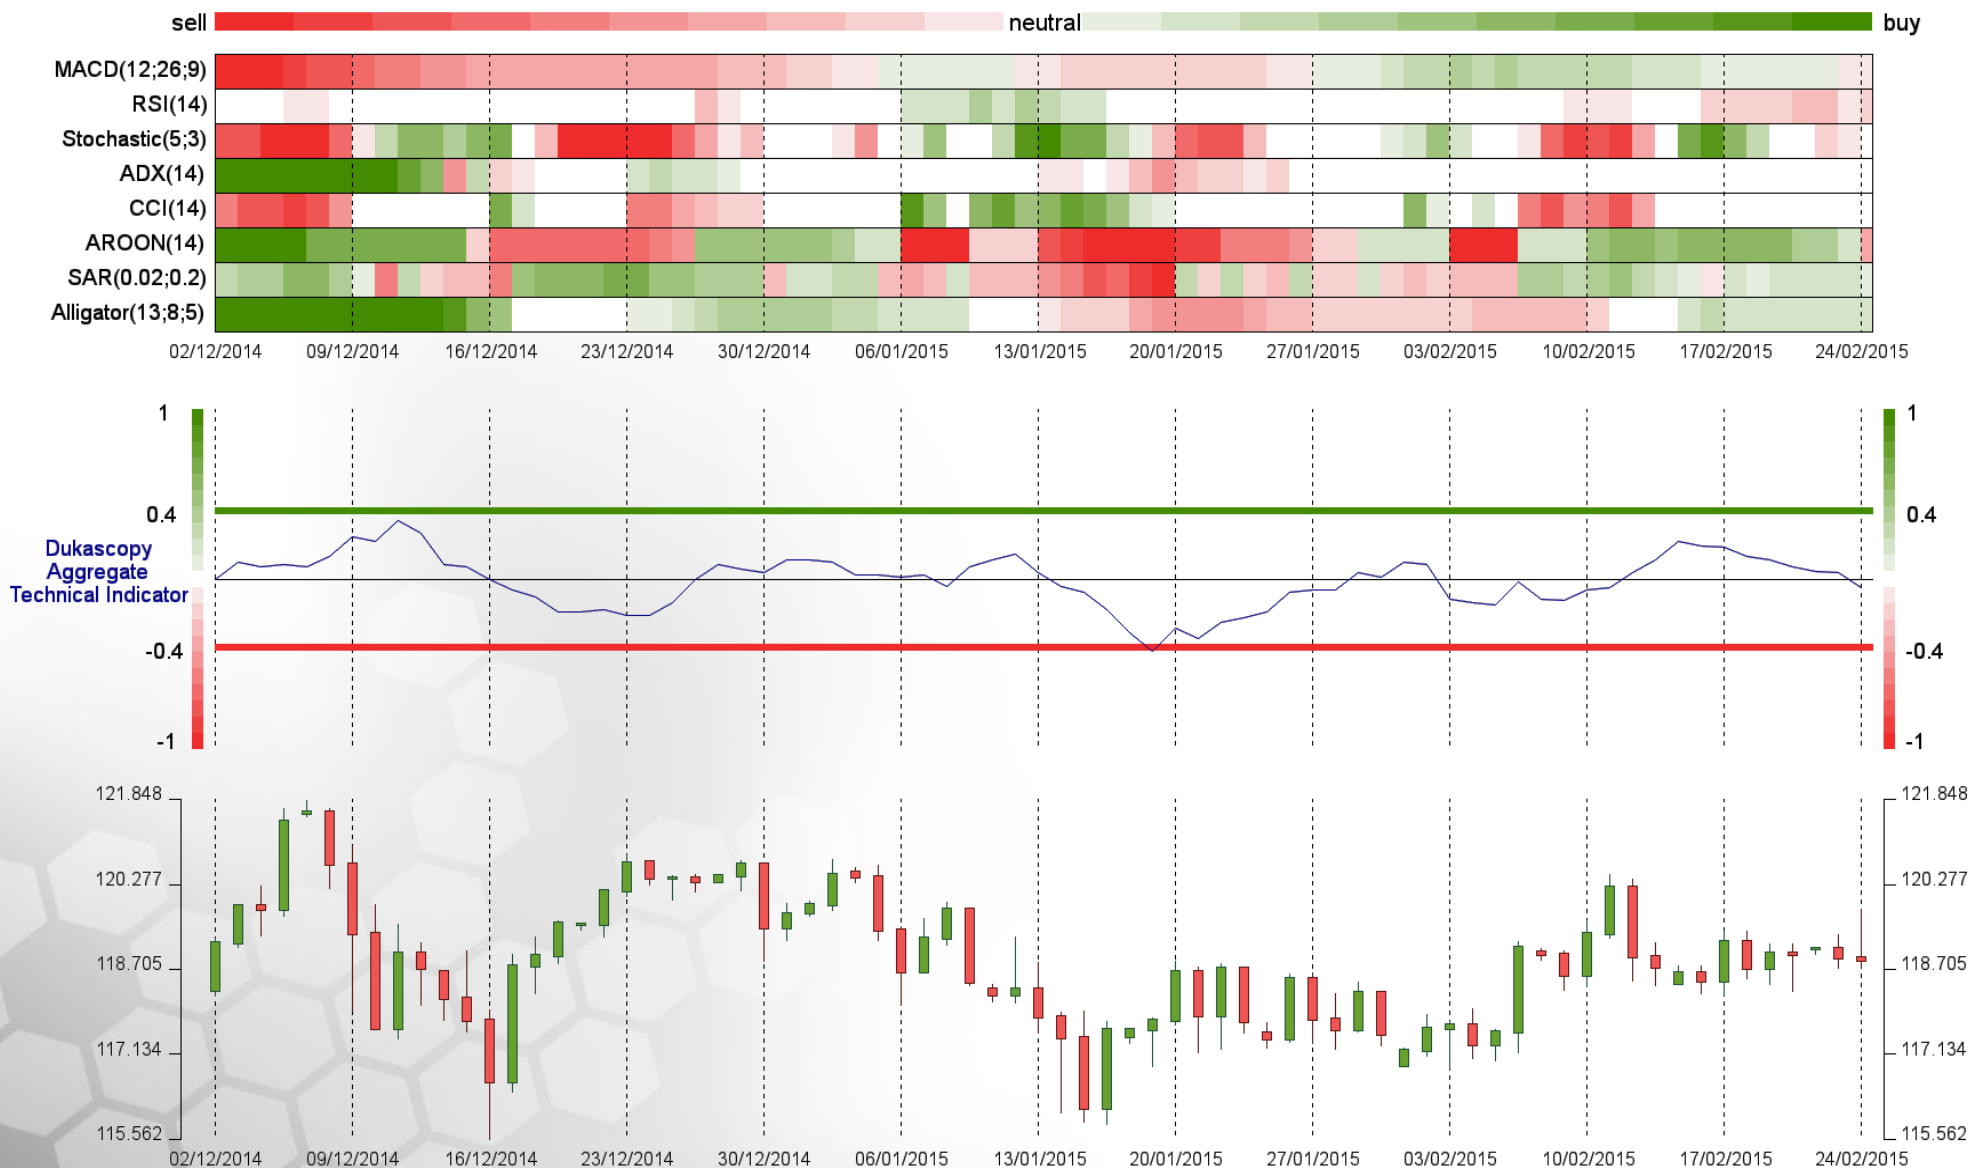 sell neutral buy
MACD(12;26;9)
RSI(14)
Stochastic(5;3)
ADX(14)
CCI(14)
AROON(14)
SAR(0.02;0.2)
Alligator(13;8;5)
02/12/2014 09/12/2014 16/12/2014 23/12/2014 30/12/2014 06/01/2015 13/01/2015 20/01/2015 27/01/2015 03/02/2015 10/02/2015 17/02/2015 24/02/2015
1 1
0.4 0.4
Dukascopy
Aggregate
Technical Indicator
-0.4 -0.4
-1 -1
121.848 121.848
120.277 120.277
118.705 118.705
117.134 117.134
115.562 115.562
02/12/2014 09/12/2014 16/12/2014 23/12/2014 30/12/2014 06/01/2015 13/01/2015 20/01/2015 27/01/2015 03/02/2015 10/02/2015 17/02/2015 24/02/2015